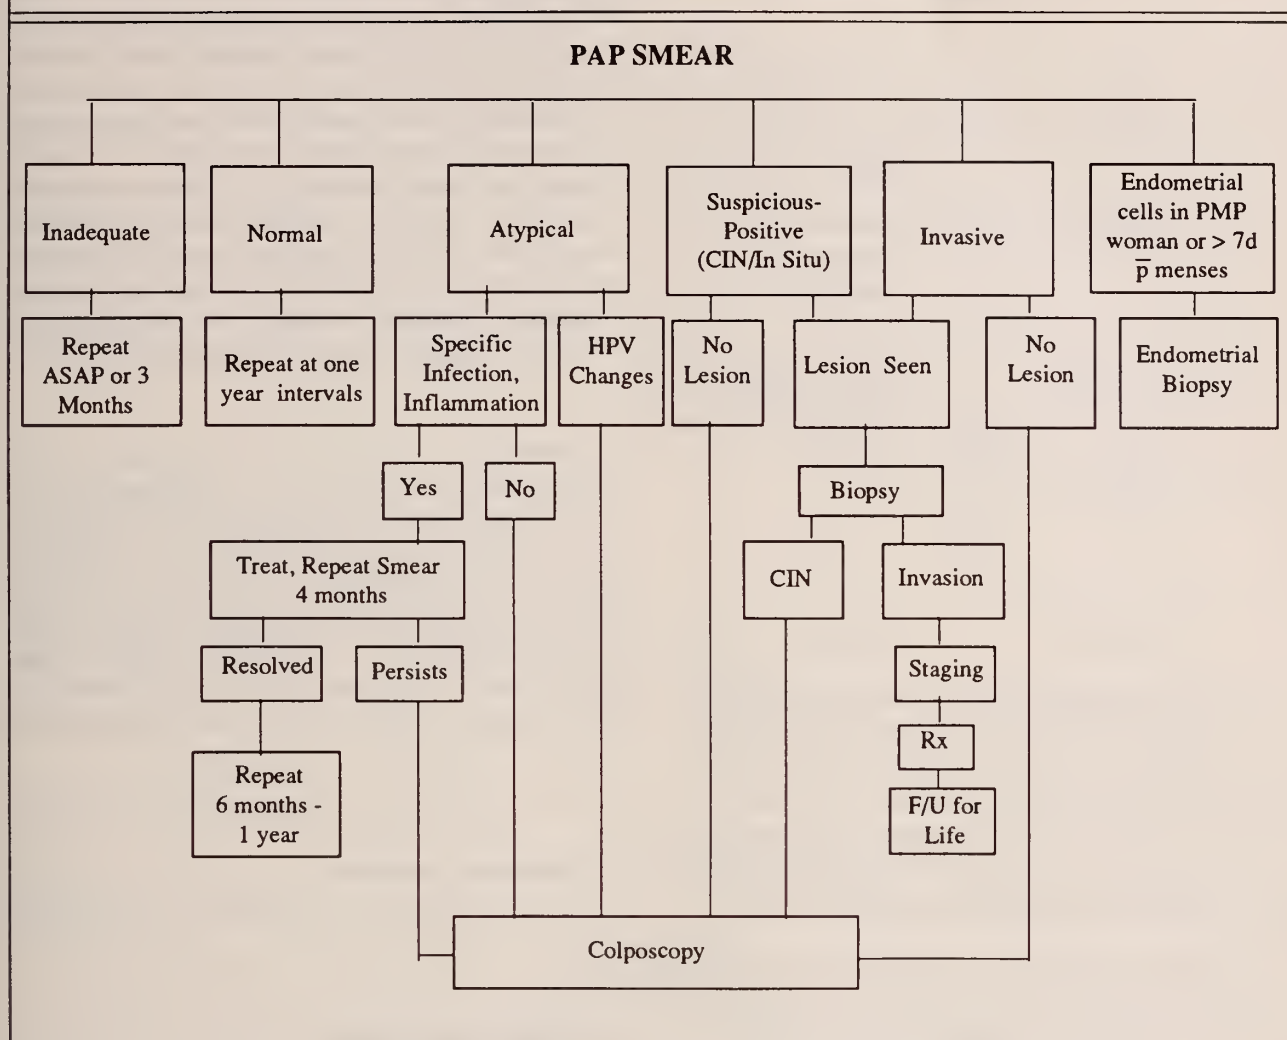 PAP SMEAR
Inadequate
Normal
Atypical
Suspicious-
Positive
(CIN/In Situ)
Invasive
Endometrial
cells in PMP
woman or > 7d
p̅ menses
Repeat
ASAP or 3
Months
Repeat at one
year intervals
Specific
Infection,
Inflammation
HPV
Changes
No
Lesion
Lesion Seen
No
Lesion
Endometrial
Biopsy
Yes
No
Biopsy
Treat, Repeat Smear
4 months
CIN
Invasion
Resolved
Persists
Staging
Rx
Repeat
6 months -
1 year
F/U for
Life
Colposcopy